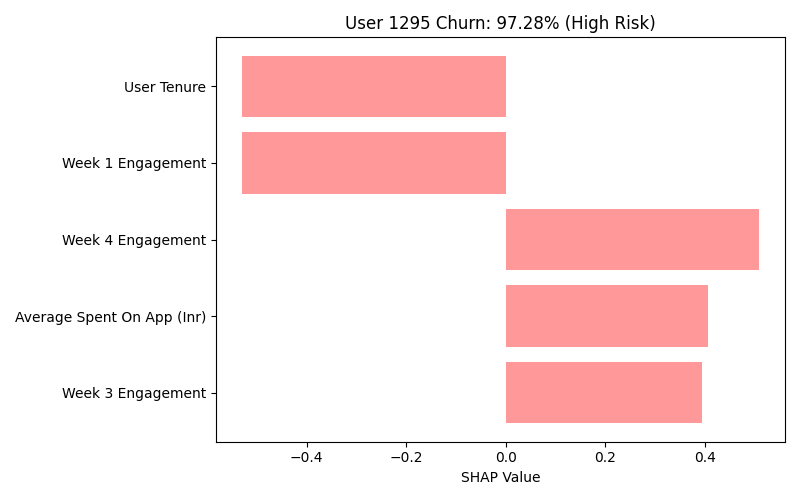 User 1295 Churn: 97.28% (High Risk)
User Tenure
Week 1 Engagement
Week 4 Engagement
Average Spent On App (Inr)
Week 3 Engagement
−0.4 −0.2 0.0 0.2 0.4
SHAP Value